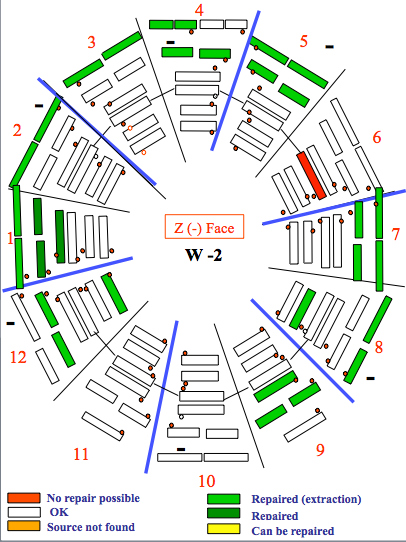 4
3
5
2
6
Z (-) Face
1
7
W -2
12
8
11
9
10
No repair possible
Repaired (extraction)
OK
Repaired
Source not found
Can be repaired